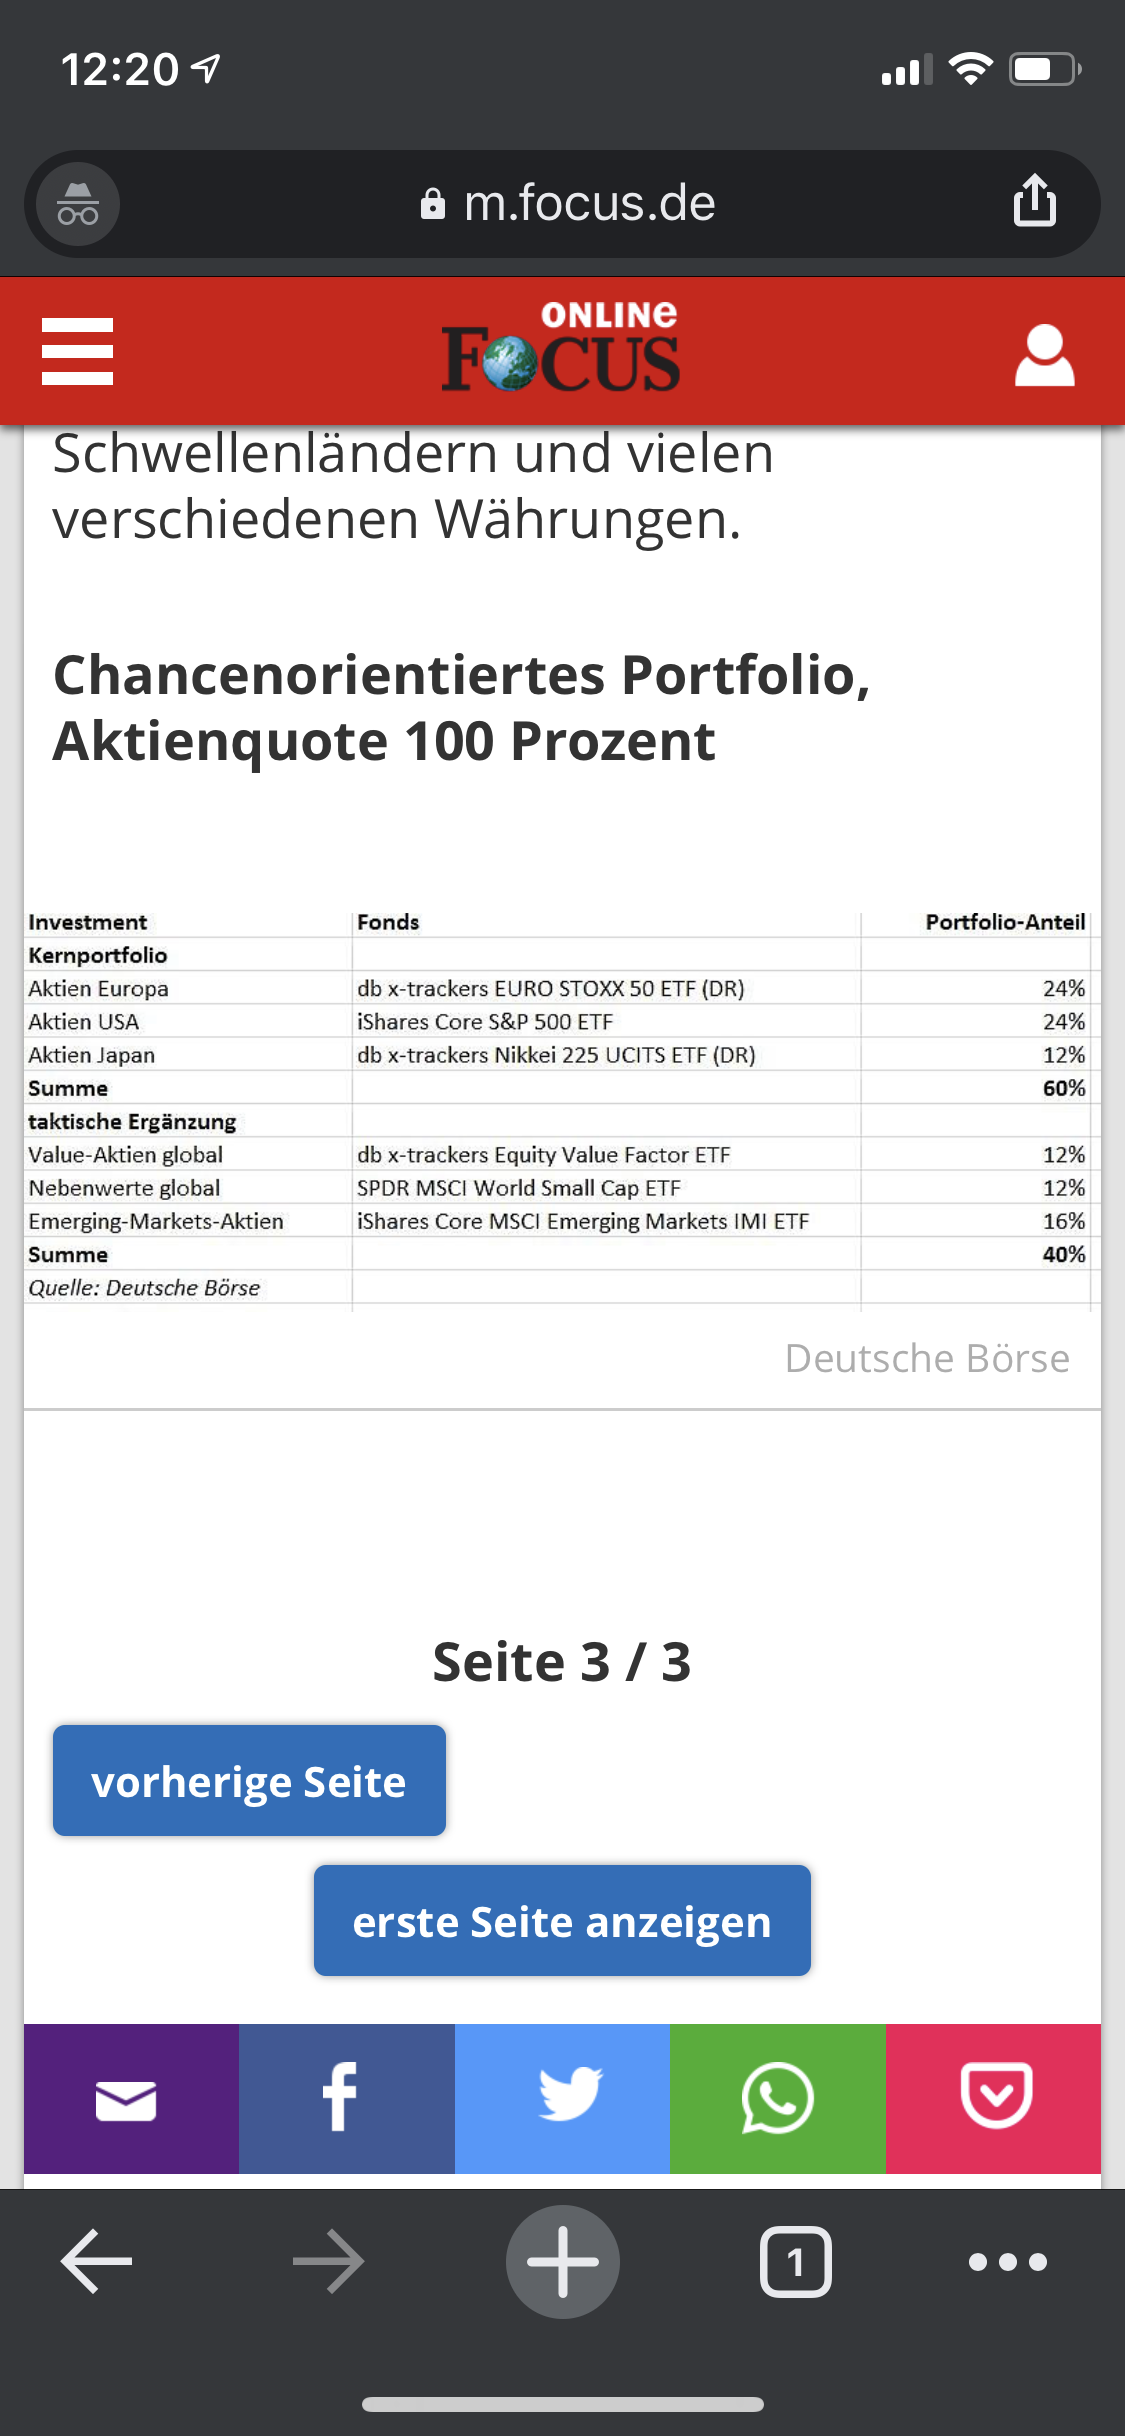 12:20
m.focus.de
ONLINE
FOCUS
Schwellenländern und vielen
verschiedenen Währungen.
Chancenorientiertes Portfolio,
Aktienquote 100 Prozent
Investment Fonds Portfolio-Anteil
Kernportfolio
Aktien Europa db x-trackers EURO STOXX 50 ETF (DR) 24%
Aktien USA iShares Core S&P 500 ETF 24%
Aktien Japan db x-trackers Nikkei 225 UCITS ETF (DR) 12%
Summe 60%
taktische Ergänzung
Value-Aktien global db x-trackers Equity Value Factor ETF 12%
Nebenwerte global SPDR MSCI World Small Cap ETF 12%
Emerging-Markets-Aktien iShares Core MSCI Emerging Markets IMI ETF 16%
Summe 40%
Quelle: Deutsche Börse
Deutsche Börse
Seite 3 / 3
vorherige Seite
erste Seite anzeigen
1